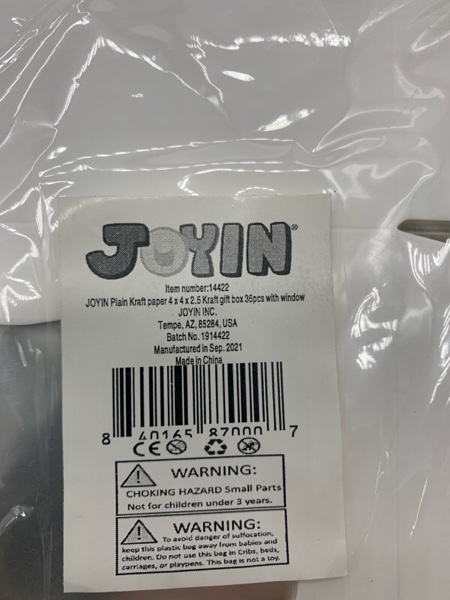 JOYIN®
Item number:14422
JOYIN Plain Kraft paper 4 x 4 x 2.5 Kraft gift box 36pcs with window
JOYIN INC.
Tempe, AZ, 85284, USA
Batch No. 1914422
Manufactured in Sep. 2021
Made in China
8 40165 87000 7
CE
WARNING:
CHOKING HAZARD Small Parts
Not for children under 3 years.
WARNING:
To avoid danger of suffocation,
keep this plastic bag away from babies and
children. Do not use this bag in Cribs, beds,
carriages, or playpens. This bag is not a toy.